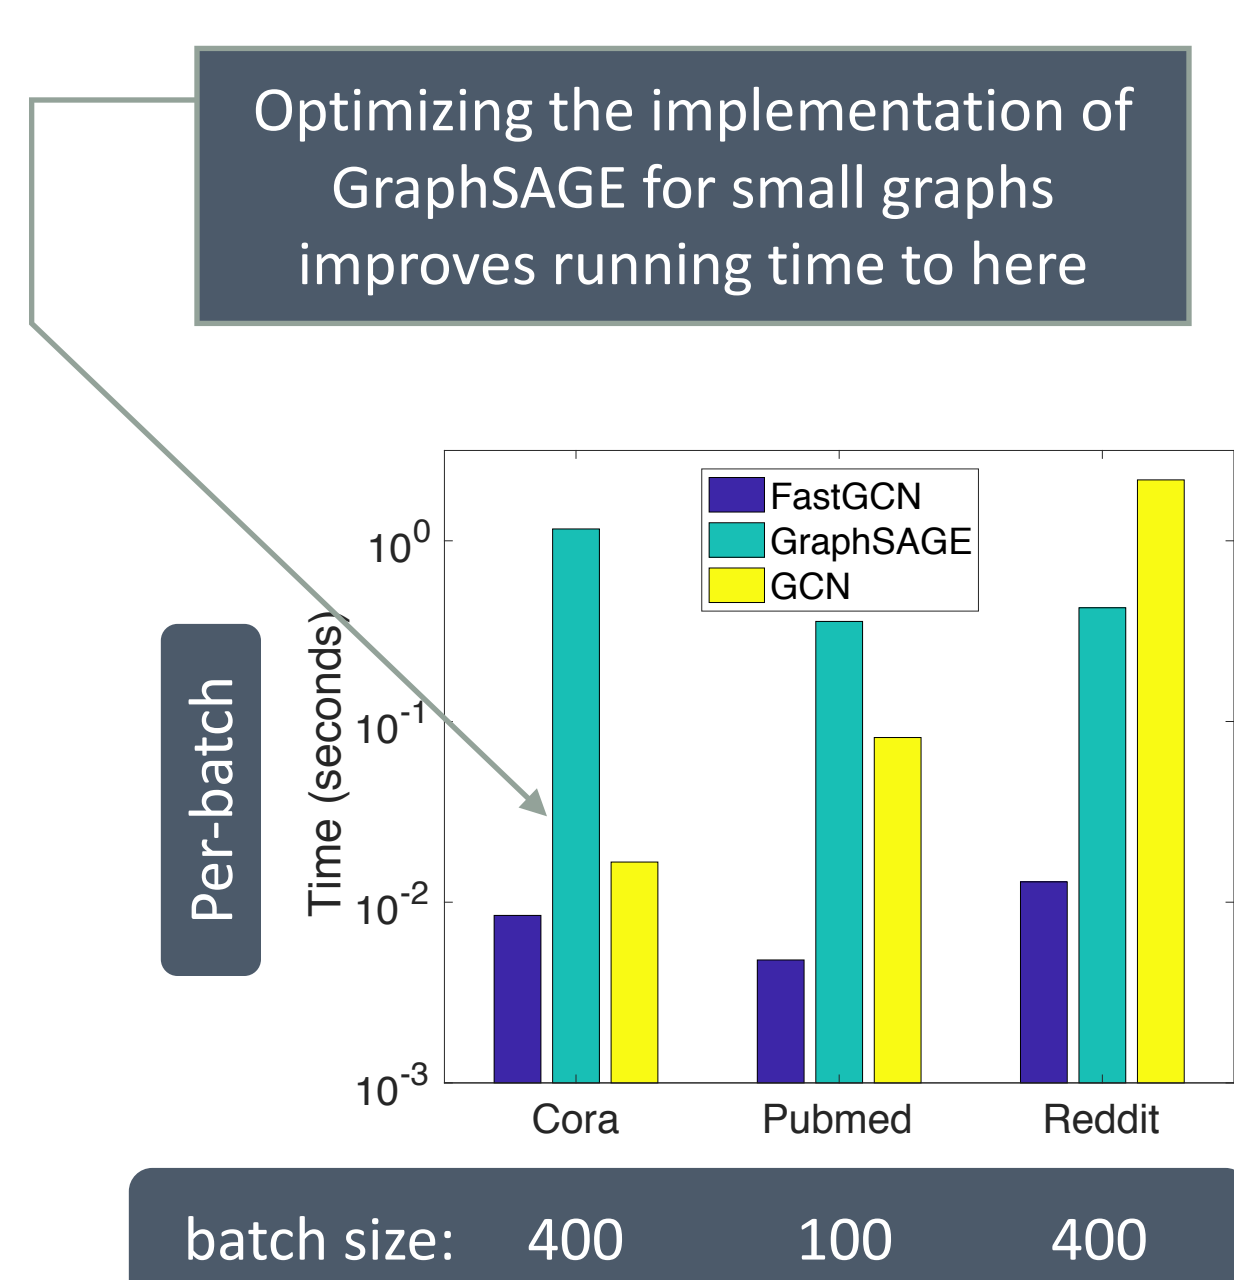 Optimizing the implementation of
GraphSAGE for small graphs
improves running time to here
FastGCN
GraphSAGE
GCN
10^0
10^-1
10^-2
10^-3
Time (seconds)
Per-batch
Cora Pubmed Reddit
batch size: 400 100 400